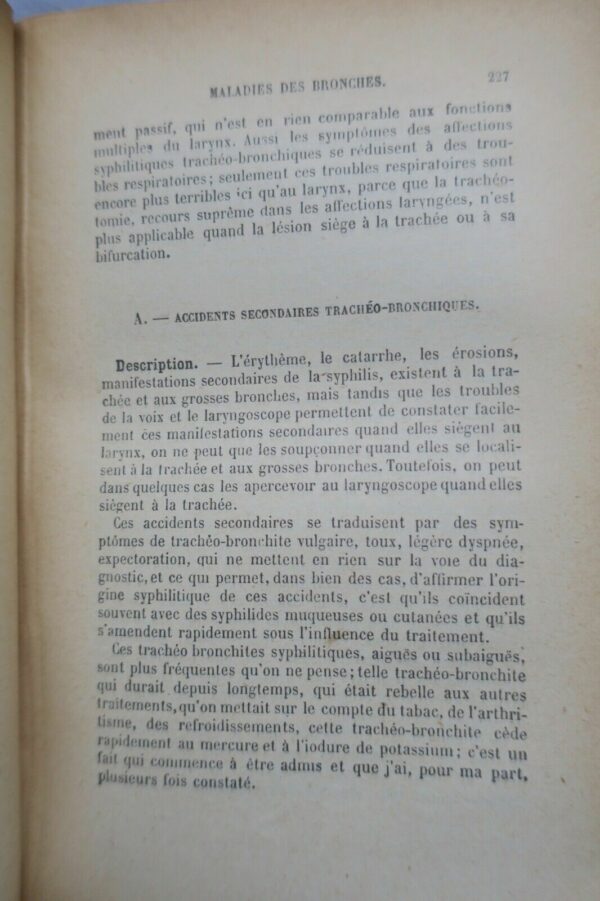 MALADIES DES BRONCHES. 227
ment passif, qui n'est en rien comparable aux fonctions
multiples du larynx. Aussi les symptômes des affections
syphilitiques trachéo-bronchiques se réduisent à des trou-
bles respiratoires; seulement ces troubles respiratoires sont
encore plus terribles ici qu'au larynx, parce que la trachéo-
tomie, recours suprême dans les affections laryngées, n'est
plus applicable quand la lésion siège à la trachée ou à sa
bifurcation.
A. — ACCIDENTS SECONDAIRES TRACHÉO-BRONCHIQUES.
Description. — L'érythème, le catarrhe, les érosions,
manifestations secondaires de la syphilis, existent à la tra-
chée et aux grosses bronches, mais tandis que les troubles
de la voix et le laryngoscope permettent de constater facile-
ment ces manifestations secondaires quand elles siègent au
larynx, on ne peut que les soupçonner quand elles se locali-
sent à la trachée et aux grosses bronches. Toutefois, on peut
dans quelques cas les apercevoir au laryngoscope quand elles
siègent à la trachée.
Ces accidents secondaires se traduisent par des symp-
tômes de trachéo-bronchite vulgaire, toux, légère dyspnée,
expectoration, qui ne mettent en rien sur la voie du dia-
gnostic, et ce qui permet, dans bien des cas, d'affirmer l'ori-
gine syphilitique de ces accidents, c'est qu'ils coïncident
souvent avec des syphilides muqueuses ou cutanées et qu'ils
s'amendent rapidement sous l'influence du traitement.
Ces trachéo bronchites syphilitiques, aiguës ou subaiguës,
sont plus fréquentes qu'on ne pense; telle trachéo-bronchite
qui durait depuis longtemps, qui était rebelle aux autres
traitements, qu'on mettait sur le compte du tabac, de l'arthri-
tisme, des refroidissements, cette trachéo-bronchite cède
rapidement au mercure et à l'iodure de potassium; c'est un
fait qui commence à être admis et que j'ai, pour ma part,
plusieurs fois constaté.